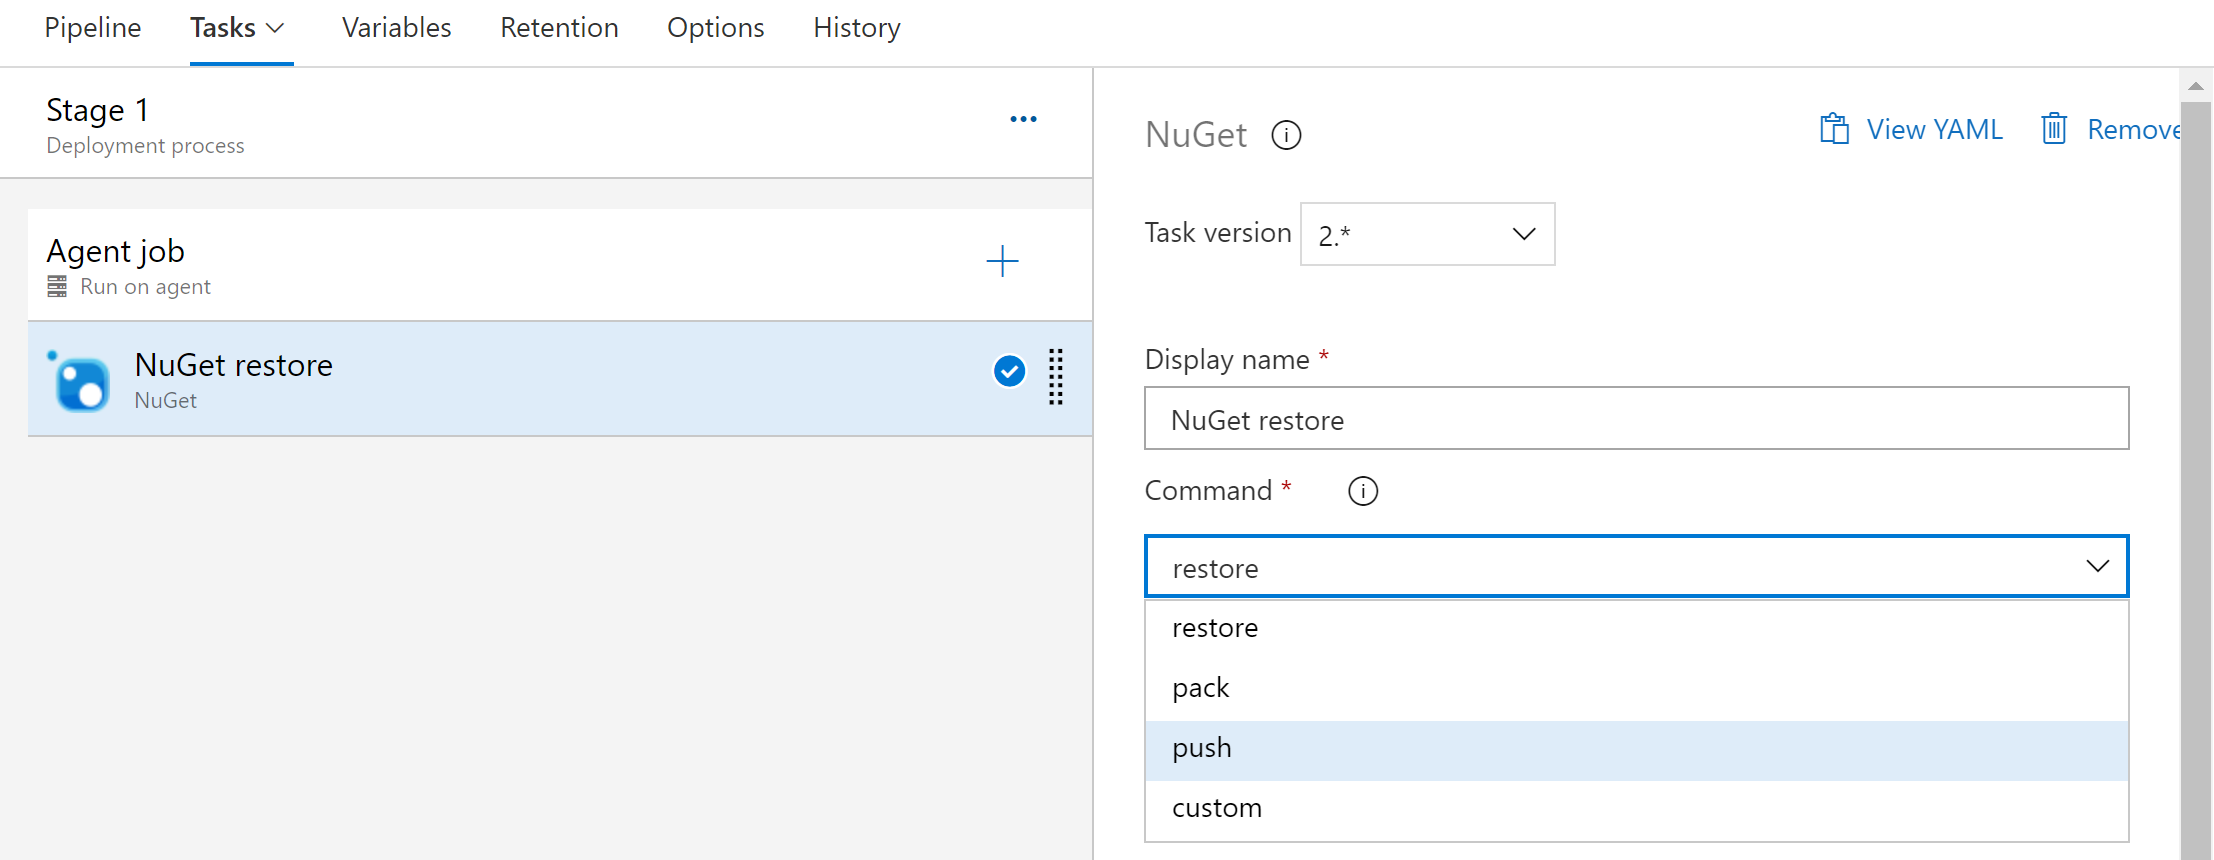 Pipeline Tasks Variables Retention Options History
Stage 1
Deployment process
Agent job
Run on agent
NuGet restore
NuGet
NuGet
View YAML
Remove
Task version 2.*
Display name *
NuGet restore
Command *
restore
restore
pack
push
custom